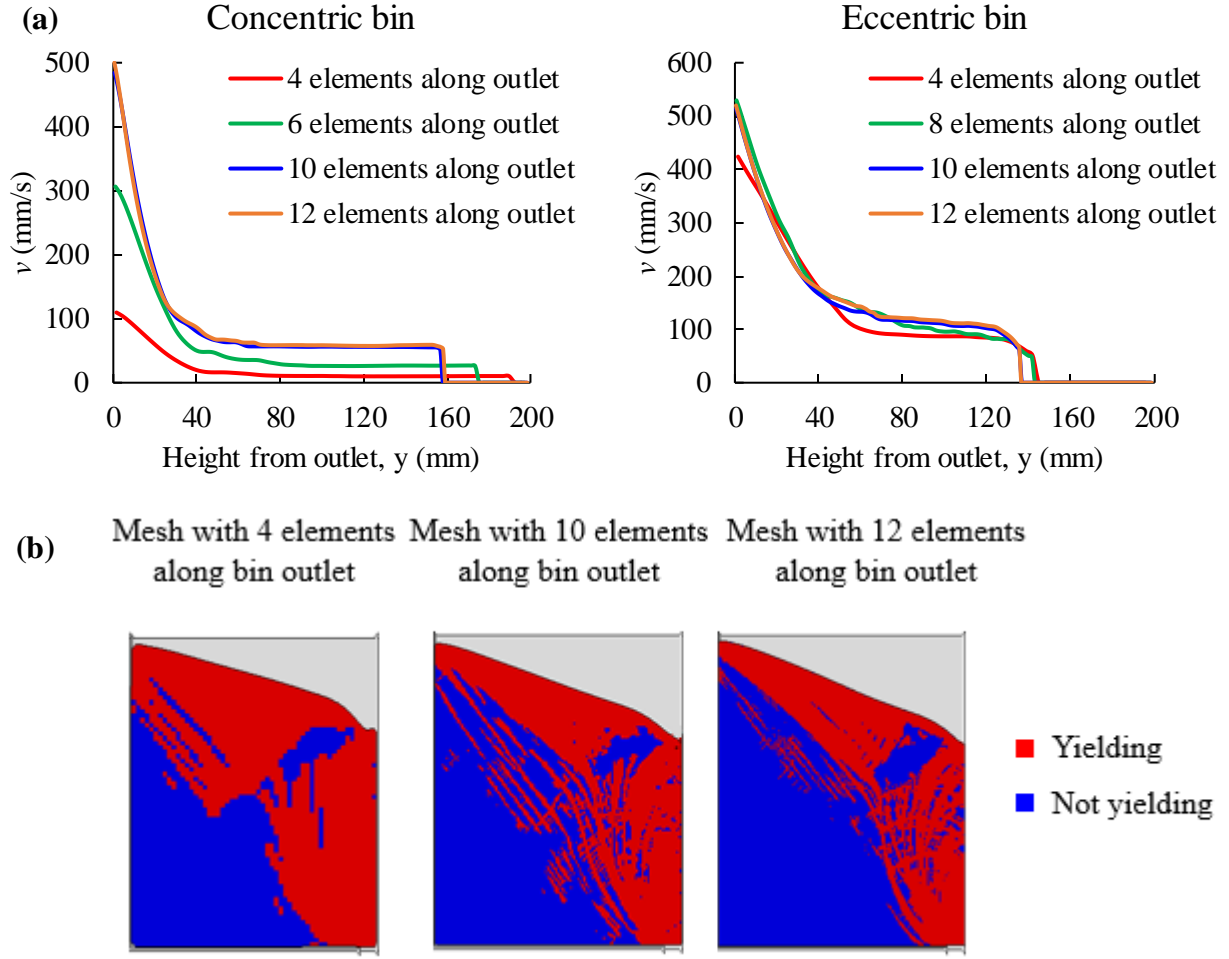 (a)
Concentric bin
500
400
300
200
100
0
v (mm/s)
4 elements along outlet
6 elements along outlet
10 elements along outlet
12 elements along outlet
0 40 80 120 160 200
Height from outlet, y (mm)
Eccentric bin
600
500
400
300
200
100
0
v (mm/s)
4 elements along outlet
8 elements along outlet
10 elements along outlet
12 elements along outlet
0 40 80 120 160 200
Height from outlet, y (mm)
(b)
Mesh with 4 elements
along bin outlet
Mesh with 10 elements
along bin outlet
Mesh with 12 elements
along bin outlet
Yielding
Not yielding